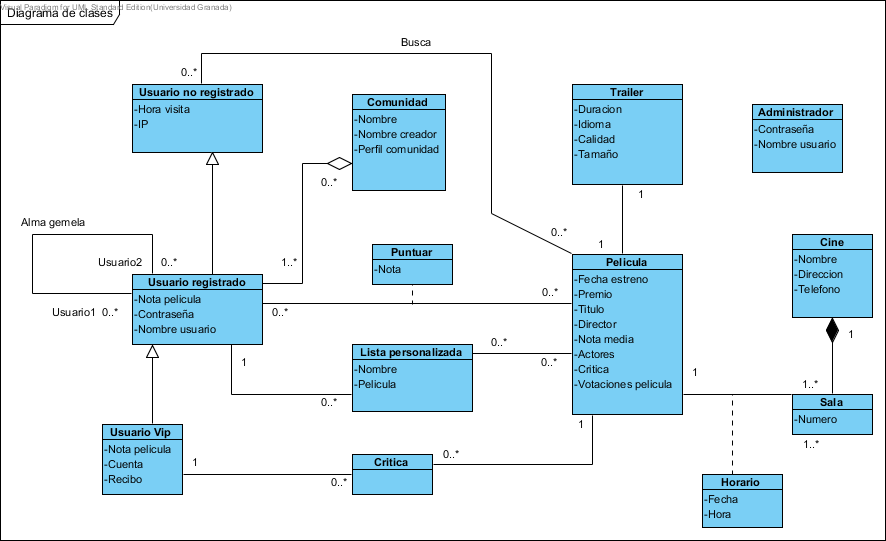 Visual Paradigm for UML Standard Edition(Universidad Granada)
Diagrama de clases
Busca
0..*
Usuario no registrado
-Hora visita
-IP
Comunidad
-Nombre
-Nombre creador
-Perfil comunidad
Trailer
-Duracion
-Idioma
-Calidad
-Tamaño
Administrador
-Contraseña
-Nombre usuario
0..*
1
Alma gemela
Usuario2
0..*
1..*
0..*
1
Usuario registrado
-Nota pelicula
-Contraseña
-Nombre usuario
Usuario1
0..*
0..*
Puntuar
-Nota
0..*
Pelicula
-Fecha estreno
-Premio
-Titulo
-Director
-Nota media
-Actores
-Critica
-Votaciones pelicula
Cine
-Nombre
-Direccion
-Telefono
1
Lista personalizada
-Nombre
-Pelicula
0..*
0..*
1
0..*
1
1..*
Sala
-Numero
1..*
Usuario Vip
-Nota pelicula
-Cuenta
-Recibo
1
0..*
Critica
0..*
1
Horario
-Fecha
-Hora